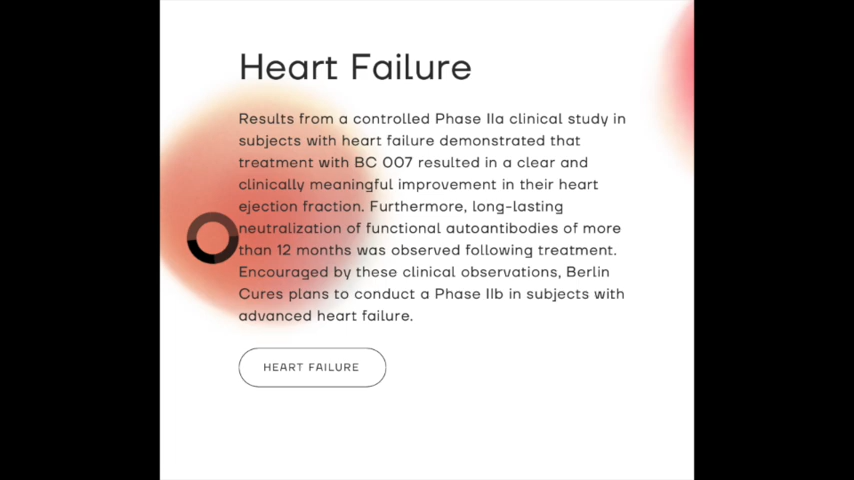 Heart Failure
Results from a controlled Phase IIa clinical study in
subjects with heart failure demonstrated that
treatment with BC 007 resulted in a clear and
clinically meaningful improvement in their heart
ejection fraction. Furthermore, long-lasting
neutralization of functional autoantibodies of more
than 12 months was observed following treatment.
Encouraged by these clinical observations, Berlin
Cures plans to conduct a Phase IIb in subjects with
advanced heart failure.
HEART FAILURE